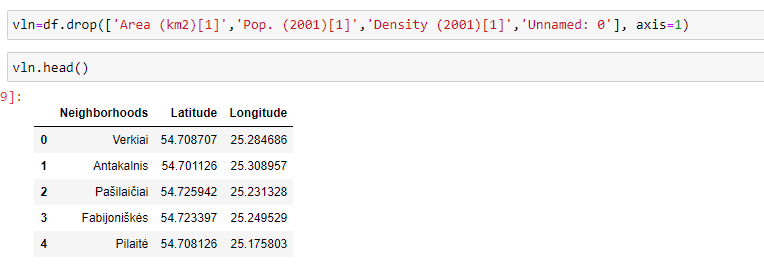 vln=df.drop(['Area (km2)[1]','Pop. (2001)[1]','Density (2001)[1]','Unnamed: 0'], axis=1)
vln.head()
9]:
Neighborhoods Latitude Longitude
0 Verkiai 54.708707 25.284686
1 Antakalnis 54.701126 25.308957
2 Pašilaičiai 54.725942 25.231328
3 Fabijoniškės 54.723397 25.249529
4 Pilaitė 54.708126 25.175803